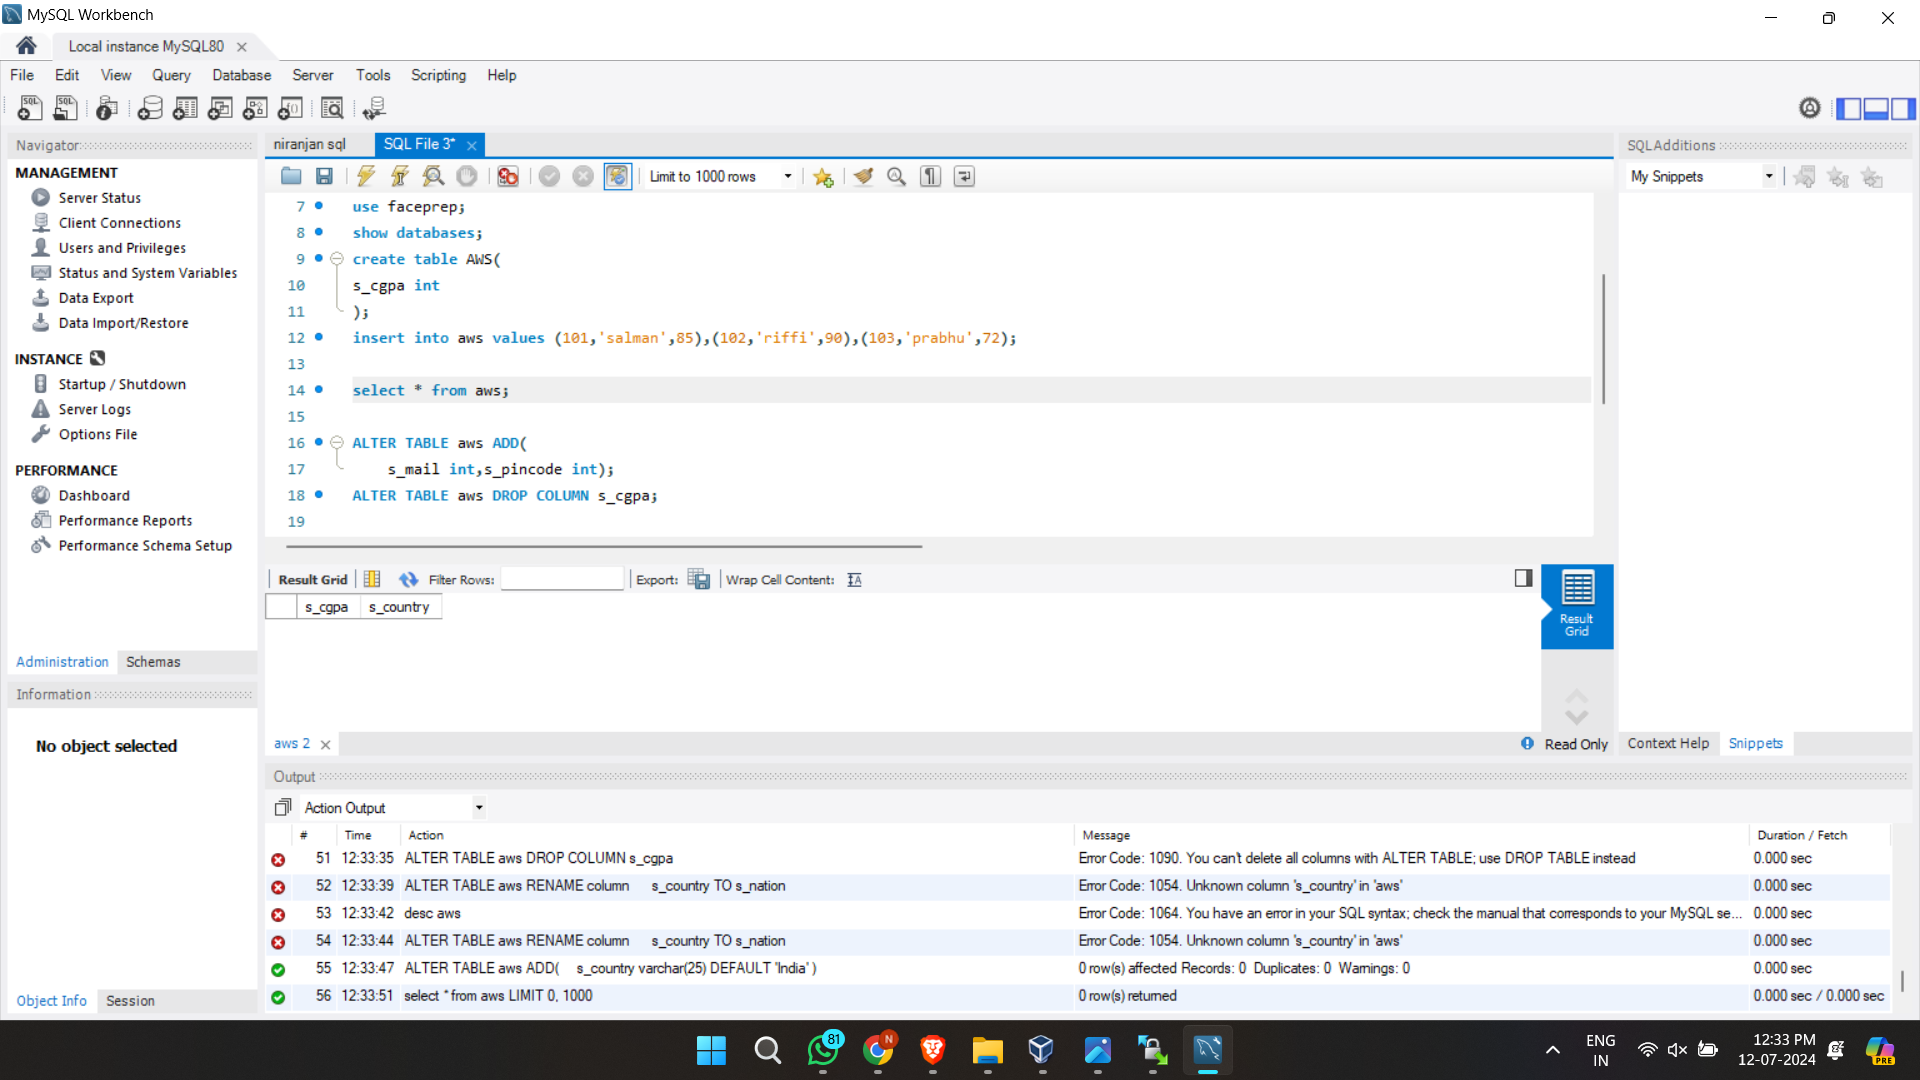 MySQL Workbench
Local instance MySQL80
File Edit View Query Database Server Tools Scripting Help
Navigator
MANAGEMENT
Server Status
Client Connections
Users and Privileges
Status and System Variables
Data Export
Data Import/Restore
INSTANCE
Startup / Shutdown
Server Logs
Options File
PERFORMANCE
Dashboard
Performance Reports
Performance Schema Setup
Administration Schemas
Information
No object selected
Object Info Session
niranjan sql SQL File 3*
Limit to 1000 rows
7 use faceprep;
8 show databases;
9 create table AWS(
10 s_cgpa int
11 );
12 insert into aws values (101,'salman',85),(102,'riffi',90),(103,'prabhu',72);
13
14 select * from aws;
15
16 ALTER TABLE aws ADD(
17 s_mail int,s_pincode int);
18 ALTER TABLE aws DROP COLUMN s_cgpa;
19
Result Grid Filter Rows: Export: Wrap Cell Content:
s_cgpa s_country
Result
Grid
aws 2 Read Only
SQLAdditions
My Snippets
Context Help Snippets
Output
Action Output
# Time Action Message Duration / Fetch
51 12:33:35 ALTER TABLE aws DROP COLUMN s_cgpa Error Code: 1090. You can't delete all columns with ALTER TABLE; use DROP TABLE instead 0.000 sec
52 12:33:39 ALTER TABLE aws RENAME column s_country TO s_nation Error Code: 1054. Unknown column 's_country' in 'aws' 0.000 sec
53 12:33:42 desc aws Error Code: 1064. You have an error in your SQL syntax; check the manual that corresponds to your MySQL se... 0.000 sec
54 12:33:44 ALTER TABLE aws RENAME column s_country TO s_nation Error Code: 1054. Unknown column 's_country' in 'aws' 0.000 sec
55 12:33:47 ALTER TABLE aws ADD( s_country varchar(25) DEFAULT 'India' ) 0 row(s) affected Records: 0 Duplicates: 0 Warnings: 0 0.000 sec
56 12:33:51 select * from aws LIMIT 0, 1000 0 row(s) returned 0.000 sec / 0.000 sec
81
N
ENG
IN
12:33 PM
12-07-2024
PRE